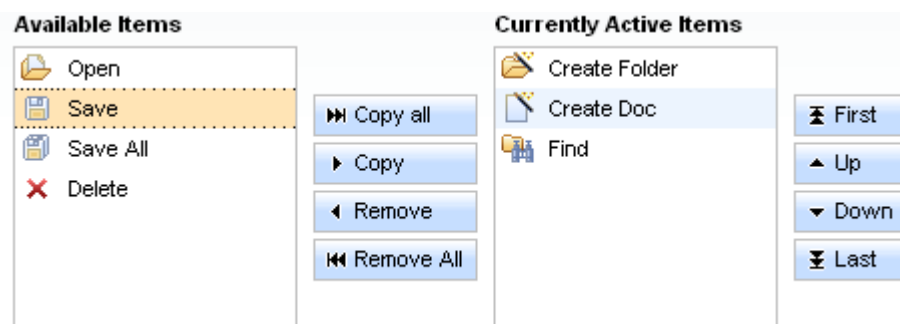 Available Items
Open
Save
Save All
Delete
Copy all
Copy
Remove
Remove All
Currently Active Items
Create Folder
Create Doc
Find
First
Up
Down
Last